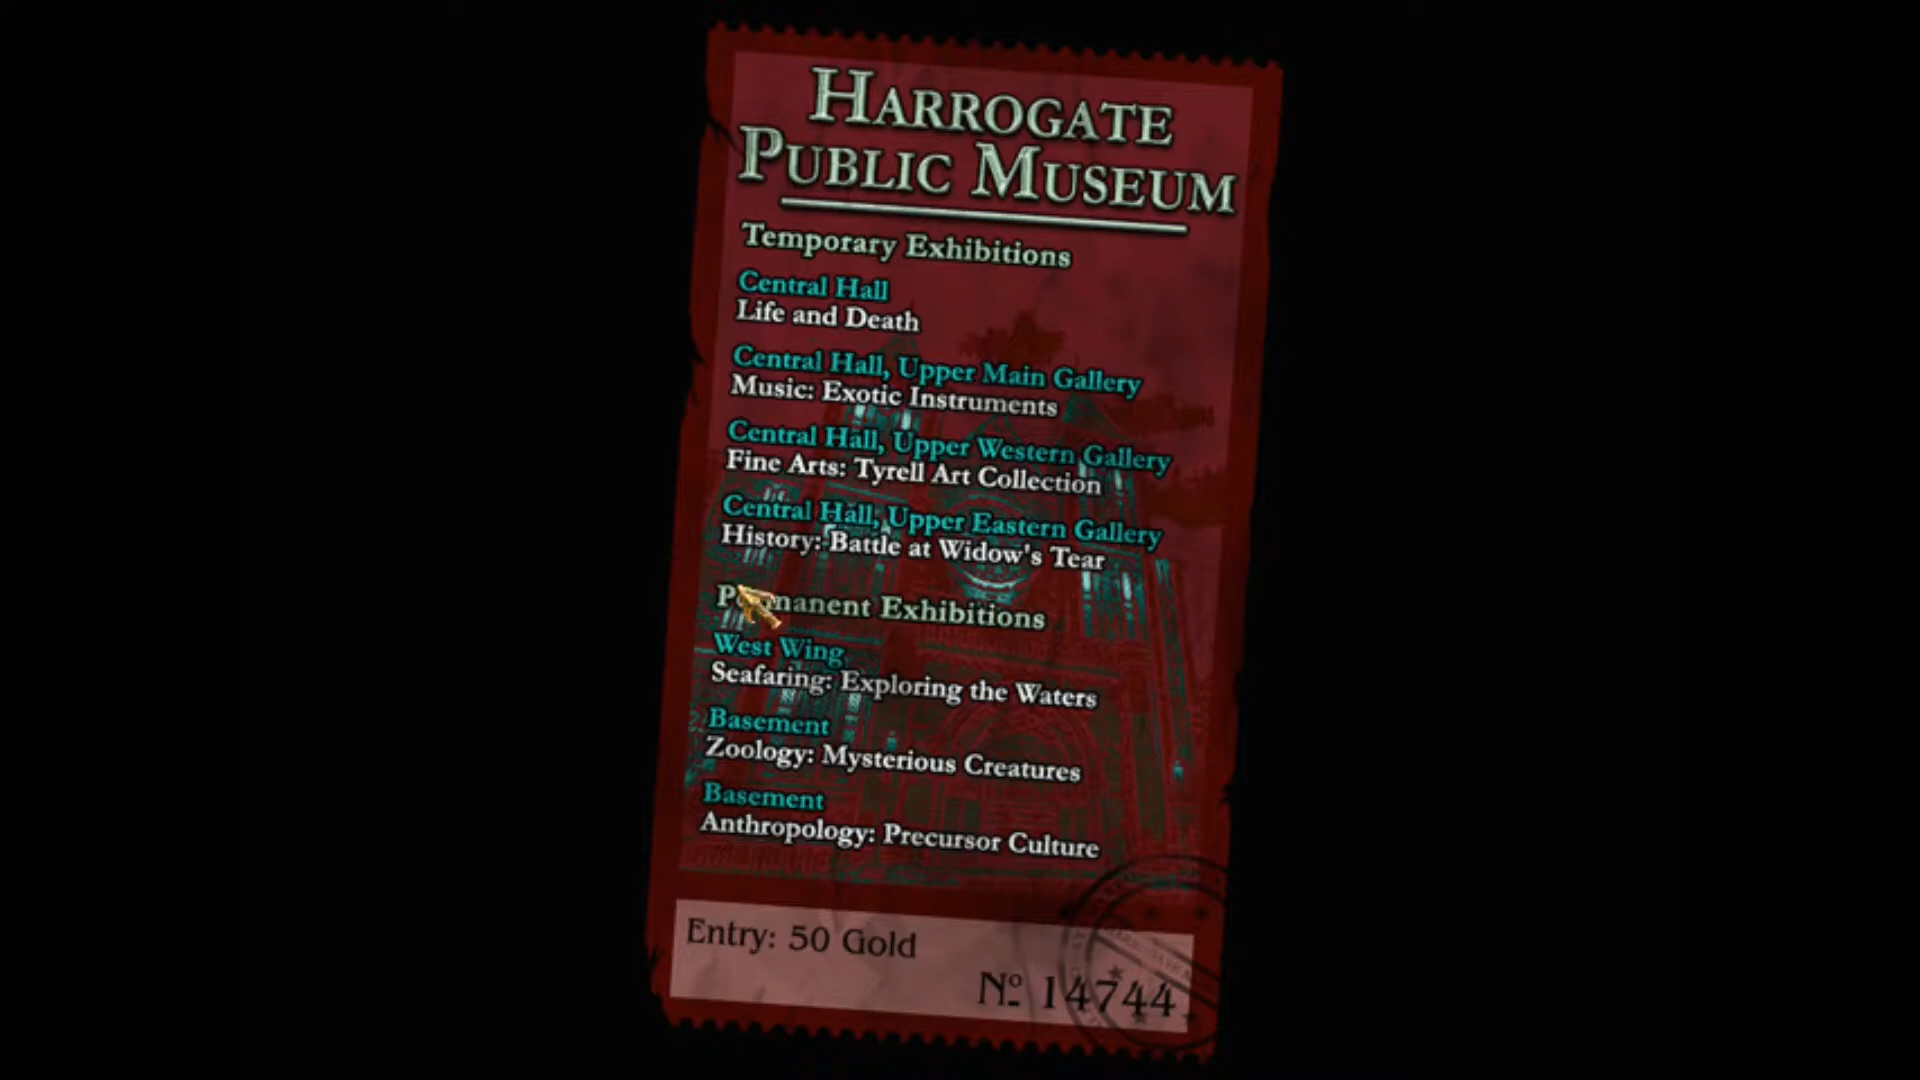 HARROGATE
PUBLIC MUSEUM
Temporary Exhibitions
Central Hall
Life and Death
Central Hall, Upper Main Gallery
Music: Exotic Instruments
Central Hall, Upper Western Gallery
Fine Arts: Tyrell Art Collection
Central Hall, Upper Eastern Gallery
History: Battle at Widow's Tear
Permanent Exhibitions
West Wing
Seafaring: Exploring the Waters
Basement
Zoology: Mysterious Creatures
Basement
Anthropology: Precursor Culture
Entry: 50 Gold
Nº 14744